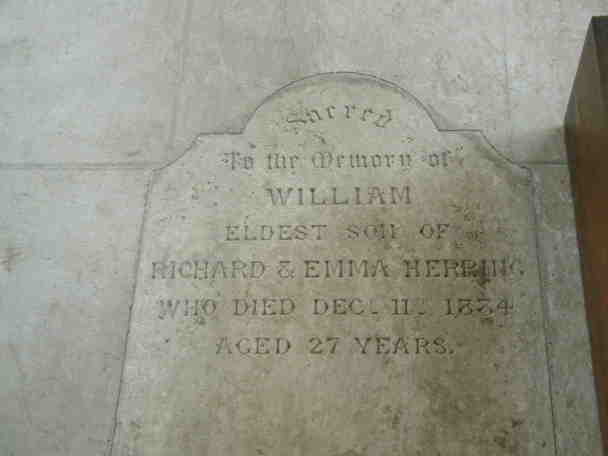 Sacred
To the Memory of
WILLIAM
ELDEST SON OF
RICHARD & EMMA HERRING
WHO DIED DEC. 11. 1884
AGED 27 YEARS.